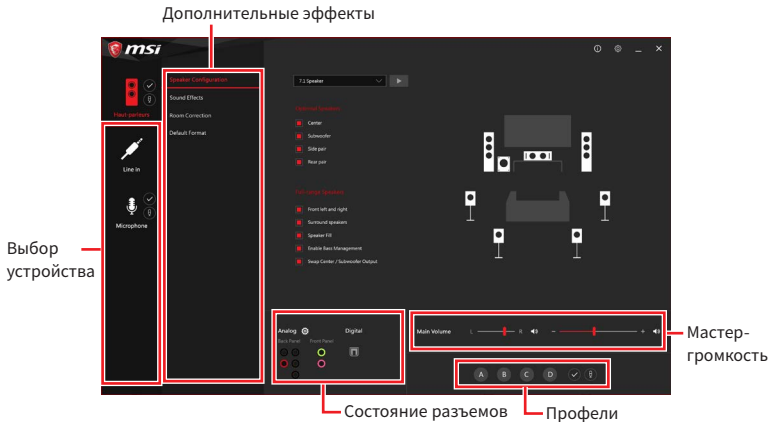 Дополнительные эффекты
msi
Speaker Configuration
Sound Effects
Room Correction
Default Format
Haut-parleurs
Line in
Microphone
Выбор
устройства
7.1 Speaker
Optional Speakers
Center
Subwoofer
Side pair
Rear pair
Full-range Speakers
Front left and right
Surround speakers
Speaker Fill
Enable Bass Management
Swap Center / Subwoofer Output
Analog
Digital
Back Panel
Front Panel
Main Volume
L
R
A
B
C
D
Мастер-
громкость
Состояние разъемов
Профели